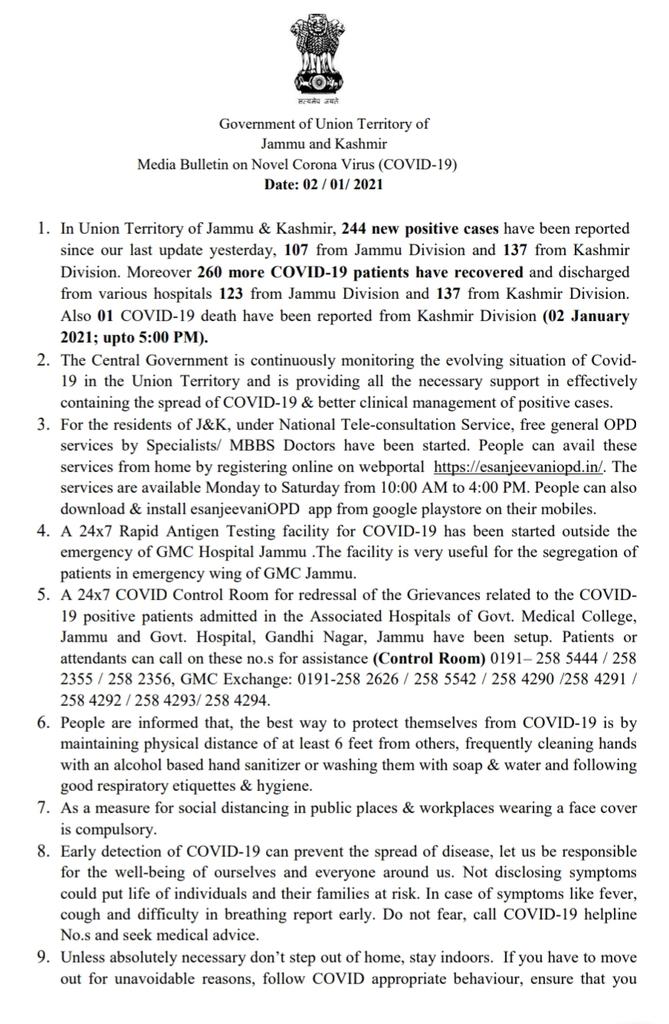 सत्यमेव जयते
Government of Union Territory of
Jammu and Kashmir
Media Bulletin on Novel Corona Virus (COVID-19)
Date: 02 / 01/ 2021
1. In Union Territory of Jammu & Kashmir, 244 new positive cases have been reported
since our last update yesterday, 107 from Jammu Division and 137 from Kashmir
Division. Moreover 260 more COVID-19 patients have recovered and discharged
from various hospitals 123 from Jammu Division and 137 from Kashmir Division.
Also 01 COVID-19 death have been reported from Kashmir Division (02 January
2021; upto 5:00 PM).
2. The Central Government is continuously monitoring the evolving situation of Covid-
19 in the Union Territory and is providing all the necessary support in effectively
containing the spread of COVID-19 & better clinical management of positive cases.
3. For the residents of J&K, under National Tele-consultation Service, free general OPD
services by Specialists/ MBBS Doctors have been started. People can avail these
services from home by registering online on webportal https://esanjeevaniopd.in/. The
services are available Monday to Saturday from 10:00 AM to 4:00 PM. People can also
download & install esanjeevaniOPD app from google playstore on their mobiles.
4. A 24x7 Rapid Antigen Testing facility for COVID-19 has been started outside the
emergency of GMC Hospital Jammu .The facility is very useful for the segregation of
patients in emergency wing of GMC Jammu.
5. A 24x7 COVID Control Room for redressal of the Grievances related to the COVID-
19 positive patients admitted in the Associated Hospitals of Govt. Medical College,
Jammu and Govt. Hospital, Gandhi Nagar, Jammu have been setup. Patients or
attendants can call on these no.s for assistance (Control Room) 0191– 258 5444 / 258
2355 / 258 2356, GMC Exchange: 0191-258 2626 / 258 5542 / 258 4290 /258 4291 /
258 4292 / 258 4293/ 258 4294.
6. People are informed that, the best way to protect themselves from COVID-19 is by
maintaining physical distance of at least 6 feet from others, frequently cleaning hands
with an alcohol based hand sanitizer or washing them with soap & water and following
good respiratory etiquettes & hygiene.
7. As a measure for social distancing in public places & workplaces wearing a face cover
is compulsory.
8. Early detection of COVID-19 can prevent the spread of disease, let us be responsible
for the well-being of ourselves and everyone around us. Not disclosing symptoms
could put life of individuals and their families at risk. In case of symptoms like fever,
cough and difficulty in breathing report early. Do not fear, call COVID-19 helpline
No.s and seek medical advice.
9. Unless absolutely necessary don’t step out of home, stay indoors. If you have to move
out for unavoidable reasons, follow COVID appropriate behaviour, ensure that you